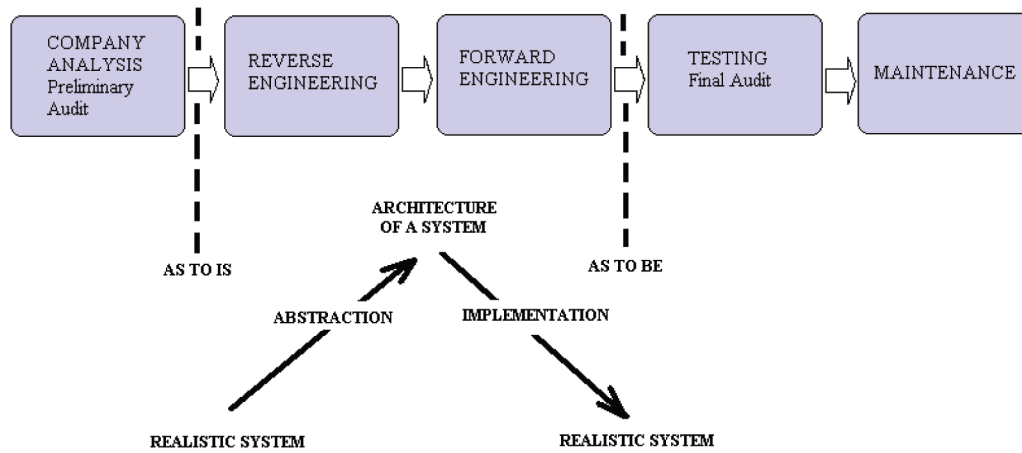 COMPANY
ANALYSIS
Preliminary
Audit
REVERSE
ENGINEERING
FORWARD
ENGINEERING
TESTING
Final Audit
MAINTENANCE
ARCHITECTURE
OF A SYSTEM
AS TO IS
AS TO BE
ABSTRACTION
IMPLEMENTATION
REALISTIC SYSTEM
REALISTIC SYSTEM